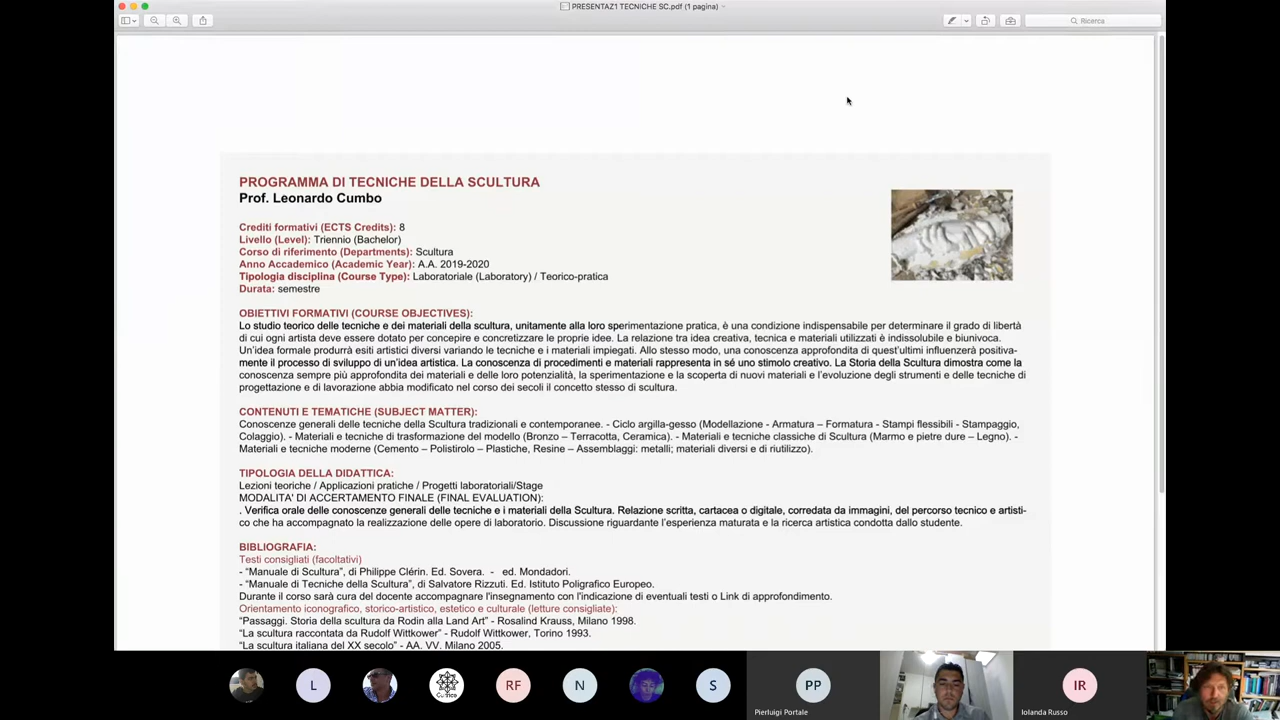 PRESENTAZ1 TECNICHE SC.pdf (1 pagina)
Ricerca
PROGRAMMA DI TECNICHE DELLA SCULTURA
Prof. Leonardo Cumbo
Crediti formativi (ECTS Credits): 8
Livello (Level): Triennio (Bachelor)
Corso di riferimento (Departments): Scultura
Anno Accademico (Academic Year): A.A. 2019-2020
Tipologia disciplina (Course Type): Laboratoriale (Laboratory) / Teorico-pratica
Durata: semestre
OBIETTIVI FORMATIVI (COURSE OBJECTIVES):
Lo studio teorico delle tecniche e dei materiali della scultura, unitamente alla loro sperimentazione pratica, è una condizione indispensabile per determinare il grado di libertà
di cui ogni artista deve essere dotato per concepire e concretizzare le proprie idee. La relazione tra idea creativa, tecnica e materiali utilizzati è indissolubile e biunivoca.
Un'idea formale produrrà esiti artistici diversi variando le tecniche e i materiali impiegati. Allo stesso modo, una conoscenza approfondita di quest'ultimi influenzerà positiva-
mente il processo di sviluppo di un'idea artistica. La conoscenza di procedimenti e materiali rappresenta in sé uno stimolo creativo. La Storia della Scultura dimostra come la
conoscenza sempre più approfondita dei materiali e delle loro potenzialità, la sperimentazione e la scoperta di nuovi materiali e l'evoluzione degli strumenti e delle tecniche di
progettazione e di lavorazione abbia modificato nel corso dei secoli il concetto stesso di scultura.
CONTENUTI E TEMATICHE (SUBJECT MATTER):
Conoscenze generali delle tecniche della Scultura tradizionali e contemporanee. - Ciclo argilla-gesso (Modellazione - Armatura – Formatura - Stampi flessibili - Stampaggio,
Colaggio). - Materiali e tecniche di trasformazione del modello (Bronzo – Terracotta, Ceramica). - Materiali e tecniche classiche di Scultura (Marmo e pietre dure – Legno). -
Materiali e tecniche moderne (Cemento – Polistirolo – Plastiche, Resine – Assemblaggi: metalli; materiali diversi e di riutilizzo).
TIPOLOGIA DELLA DIDATTICA:
Lezioni teoriche / Applicazioni pratiche / Progetti laboratoriali/Stage
MODALITA' DI ACCERTAMENTO FINALE (FINAL EVALUATION):
. Verifica orale delle conoscenze generali delle tecniche e i materiali della Scultura. Relazione scritta, cartacea o digitale, corredata da immagini, del percorso tecnico e artisti-
co che ha accompagnato la realizzazione delle opere di laboratorio. Discussione riguardante l'esperienza maturata e la ricerca artistica condotta dallo studente.
BIBLIOGRAFIA:
Testi consigliati (facoltativi)
- "Manuale di Scultura", di Philippe Clérin. Ed. Sovera. - ed. Mondadori.
- "Manuale di Tecniche della Scultura", di Salvatore Rizzuti. Ed. Istituto Poligrafico Europeo.
Durante il corso sarà cura del docente accompagnare l'insegnamento con l'indicazione di eventuali testi o Link di approfondimento.
Orientamento iconografico, storico-artistico, estetico e culturale (letture consigliate):
"Passaggi. Storia della scultura da Rodin alla Land Art" - Rosalind Krauss, Milano 1998.
"La scultura raccontata da Rudolf Wittkower" - Rudolf Wittkower, Torino 1993.
"La scultura italiana del XX secolo" - AA. VV. Milano 2005.
L
RF
N
S
PP
IR
Pierluigi Portale
Iolanda Russo